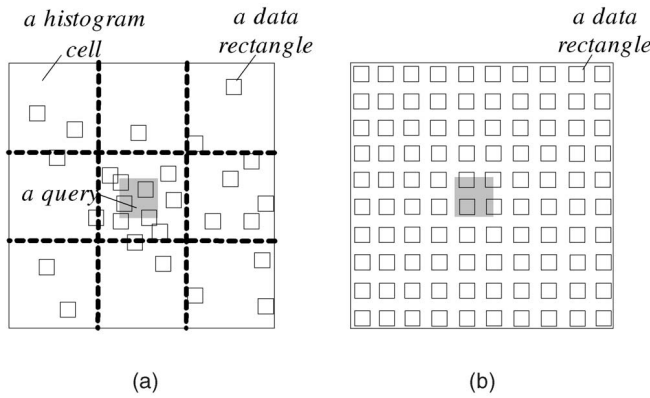 a histogram
cell
a data
rectangle
a query
(a)
a data
rectangle
(b)